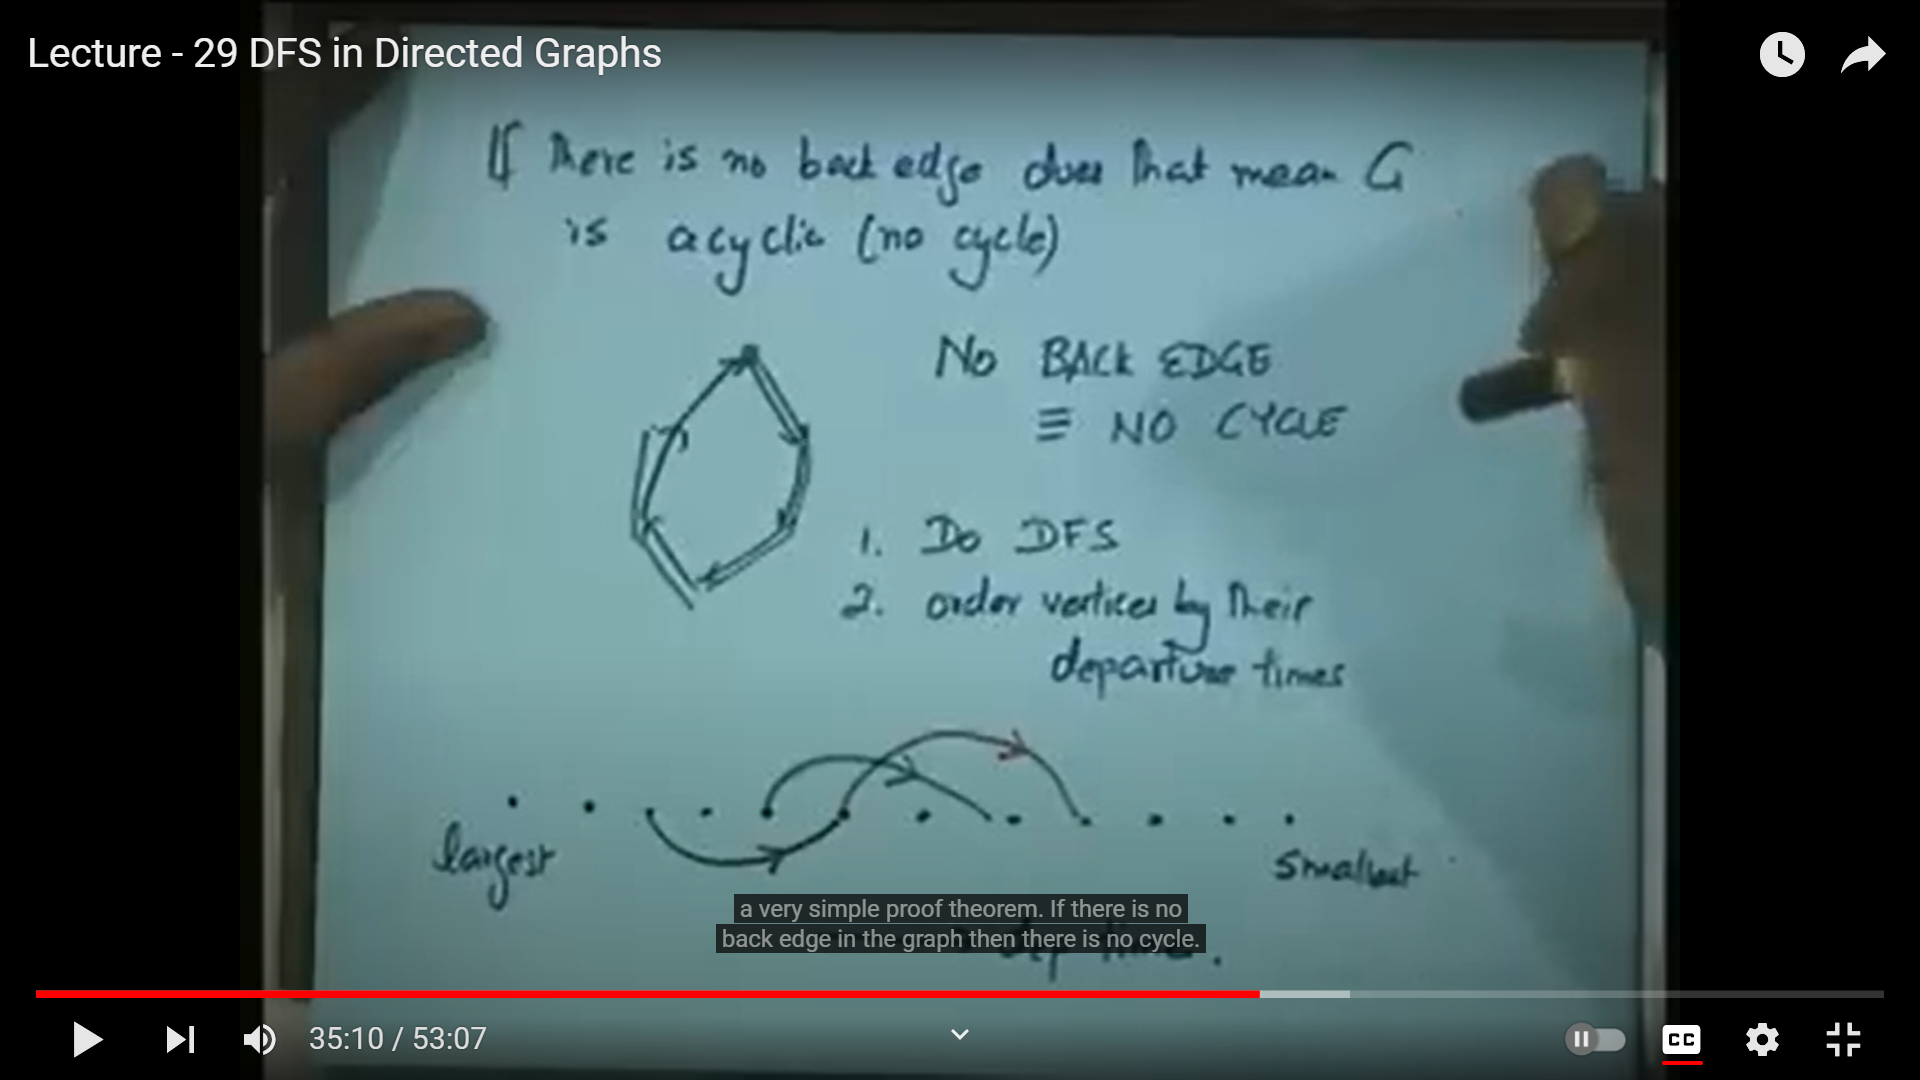 Lecture - 29 DFS in Directed Graphs
If there is no back edge does that mean G
is acyclic (no cycle)
No BACK EDGE
≡ NO CYCLE
1. Do DFS
2. order vertices by their
departure times
largest
smallest
a very simple proof theorem. If there is no
back edge in the graph then there is no cycle.
dep time.
35:10 / 53:07
CC